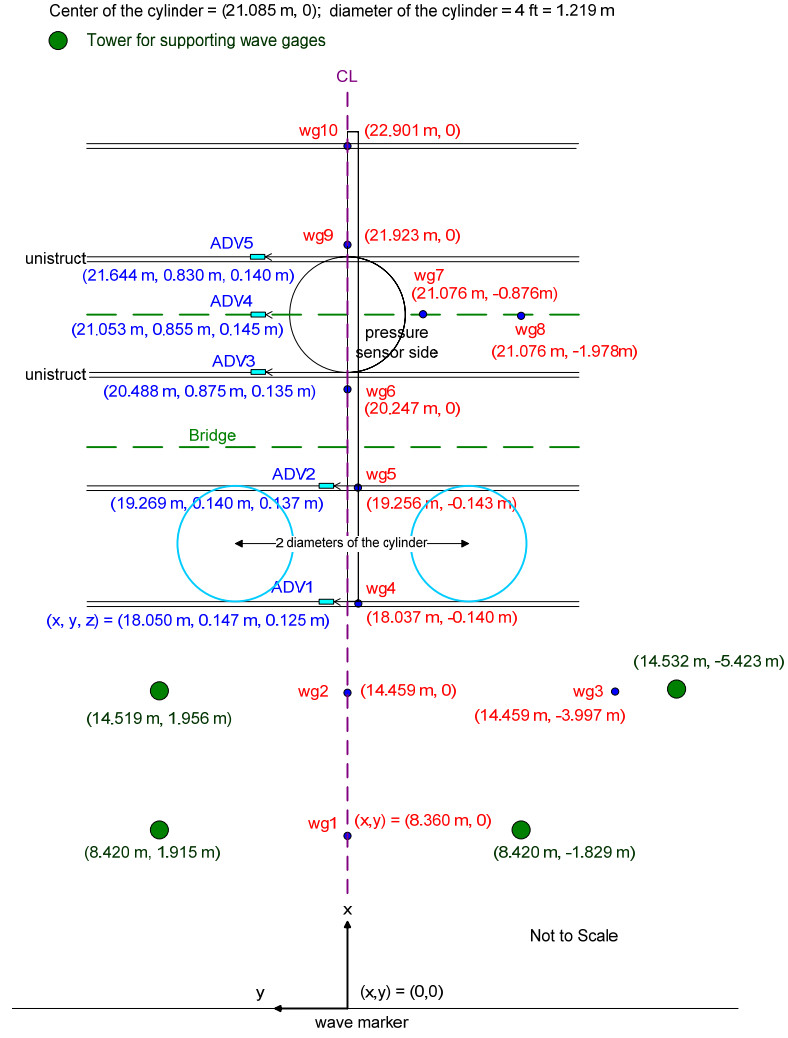 Center of the cylinder = (21.085 m, 0);  diameter of the cylinder = 4 ft = 1.219 m
Tower for supporting wave gages
CL
wg10
(22.901 m, 0)
ADV5
wg9
(21.923 m, 0)
unistruct
(21.644 m, 0.830 m, 0.140 m)
wg7
(21.076 m, -0.876m)
ADV4
(21.053 m, 0.855 m, 0.145 m)
pressure
sensor side
wg8
(21.076 m, -1.978m)
ADV3
unistruct
(20.488 m, 0.875 m, 0.135 m)
wg6
(20.247 m, 0)
Bridge
ADV2
wg5
(19.269 m, 0.140 m, 0.137 m)
(19.256 m, -0.143 m)
2 diameters of the cylinder
ADV1
wg4
(x, y, z) = (18.050 m, 0.147 m, 0.125 m)
(18.037 m, -0.140 m)
(14.532 m, -5.423 m)
wg2
(14.459 m, 0)
wg3
(14.519 m, 1.956 m)
(14.459 m, -3.997 m)
wg1
(x,y) = (8.360 m, 0)
(8.420 m, 1.915 m)
(8.420 m, -1.829 m)
x
Not to Scale
y
(x,y) = (0,0)
wave marker